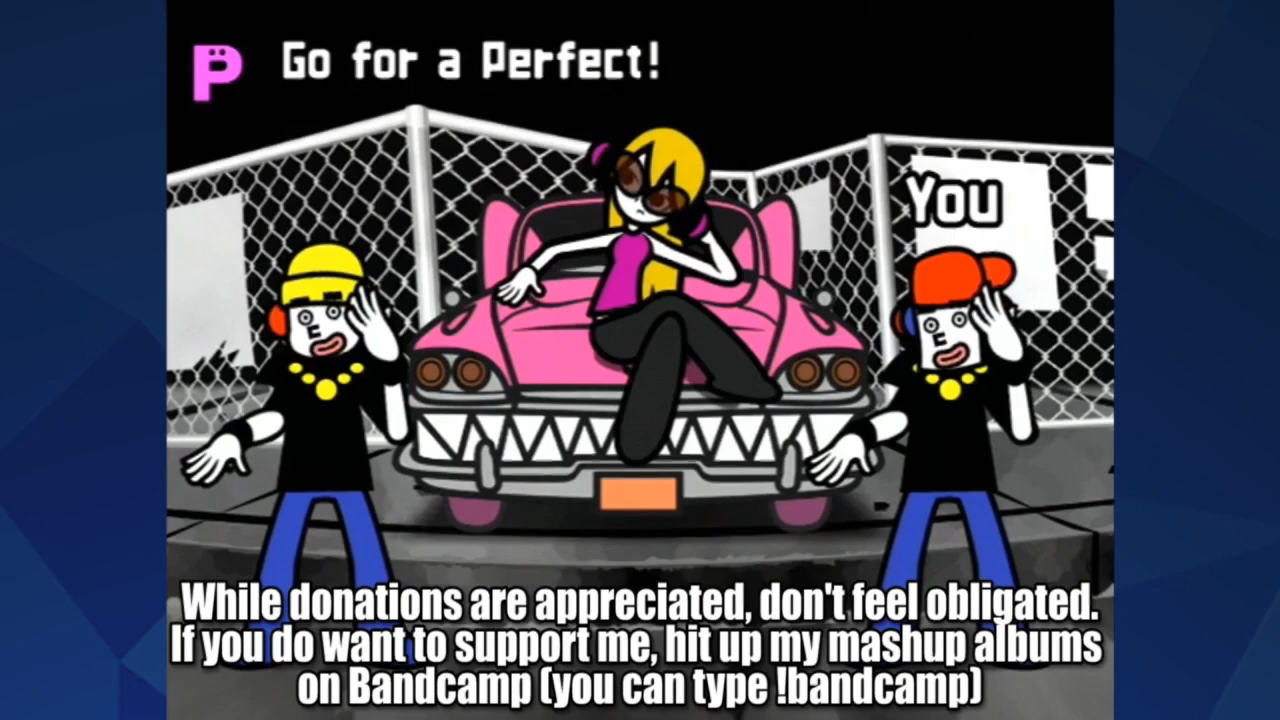 P Go for a Perfect!
You
While donations are appreciated, don't feel obligated.
If you do want to support me, hit up my mashup albums
on Bandcamp (you can type !bandcamp)